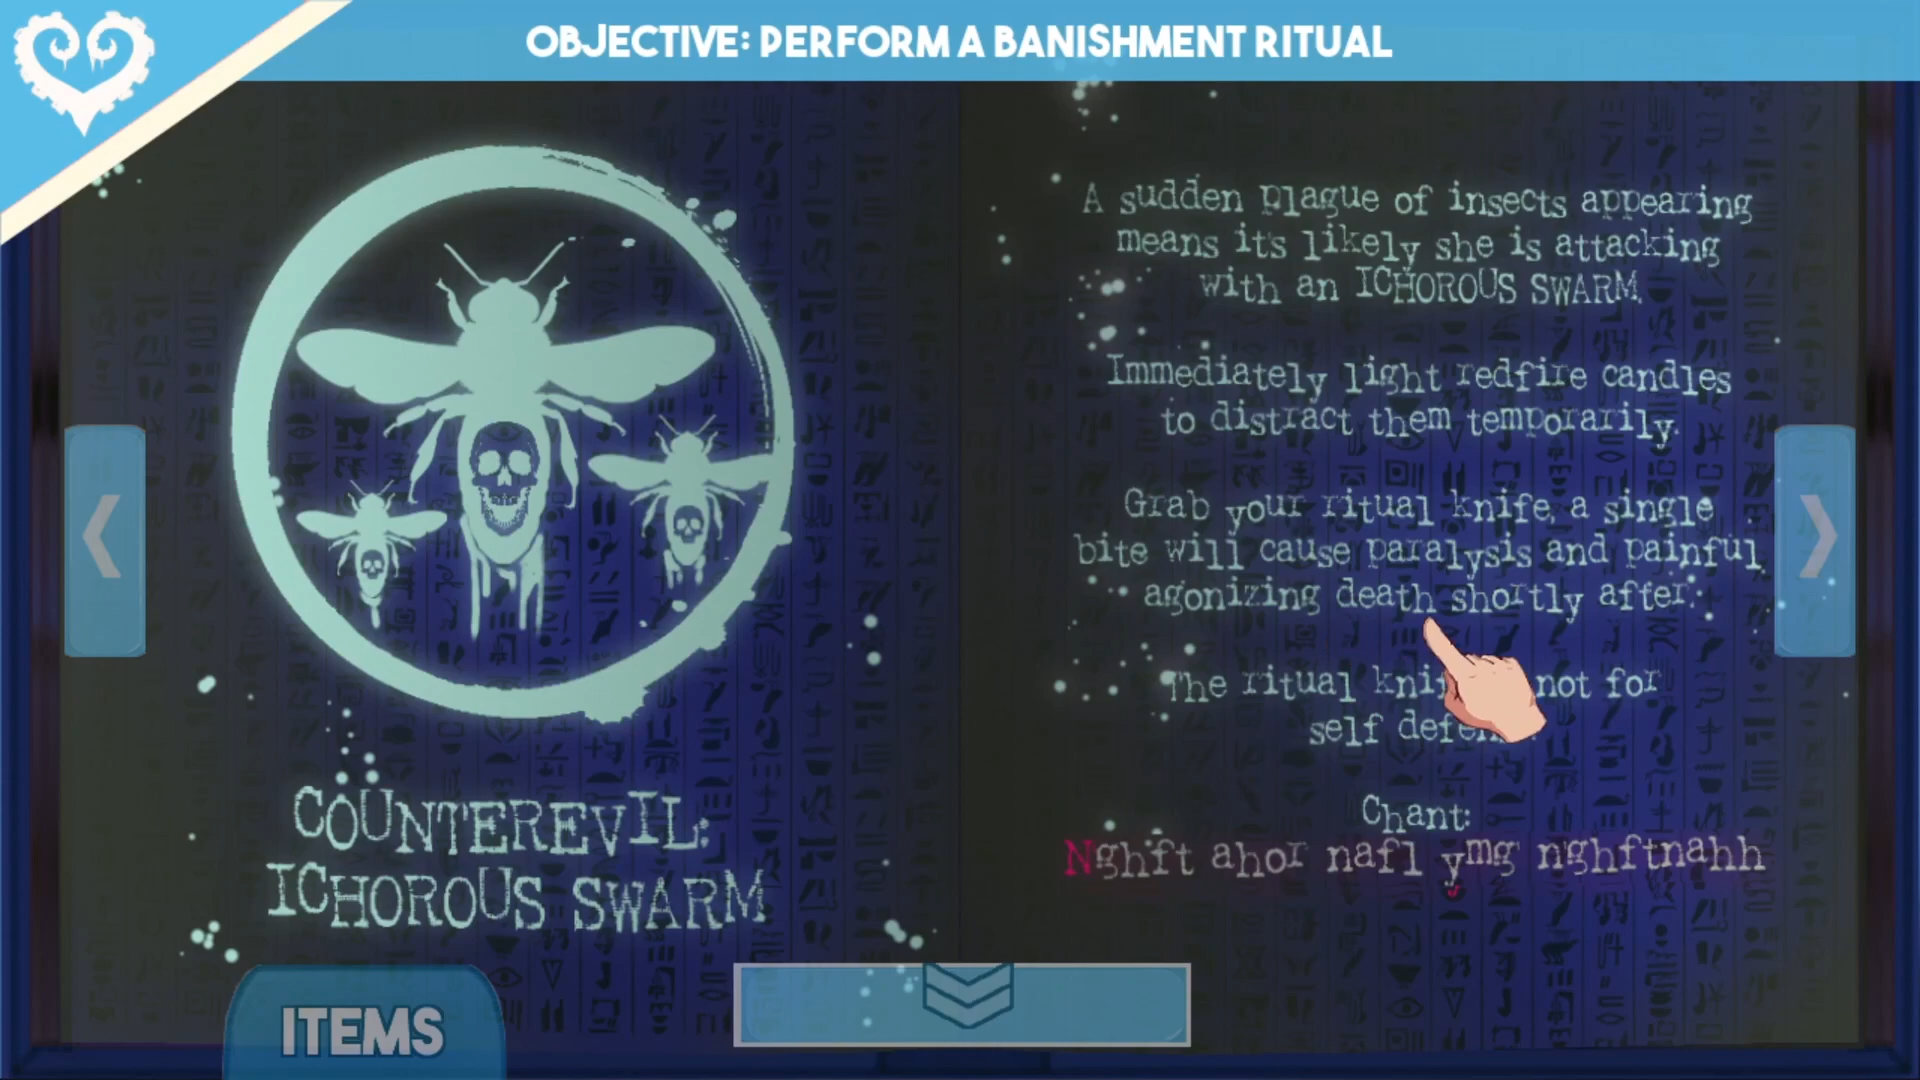 OBJECTIVE: PERFORM A BANISHMENT RITUAL
A sudden plague of insects appearing
means its likely she is attacking
with an ICHOROUS SWARM.
Immediately light redfire candles
to distract them temporarily.
Grab your ritual knife, a single
bite will cause paralysis and painful
agonizing death shortly after.
The ritual not for
self
Chant:
Nghft ahor nafl ymg nghftnahh
COUNTEREVIL:
ICHOROUS SWARM
ITEMS